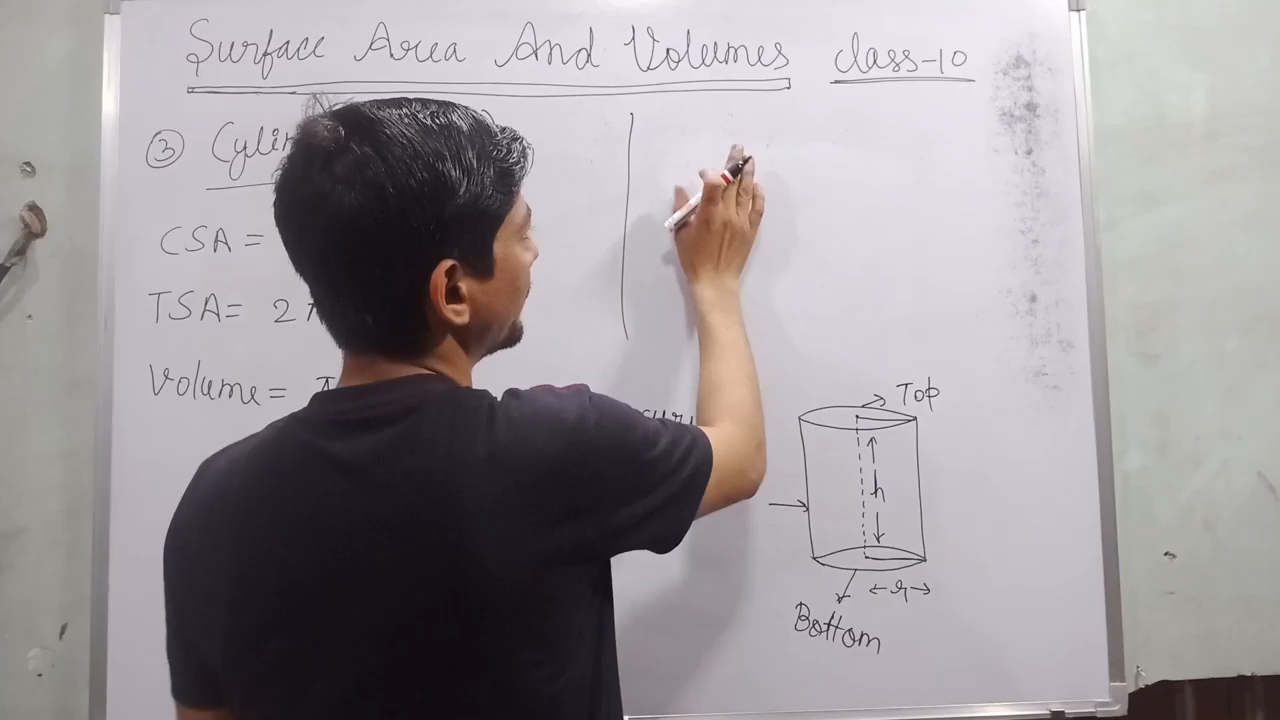 Surface Area And Volumes class-10
③ Cylin
CSA =
TSA= 2
Volume= π
Top
h
r
Bottom